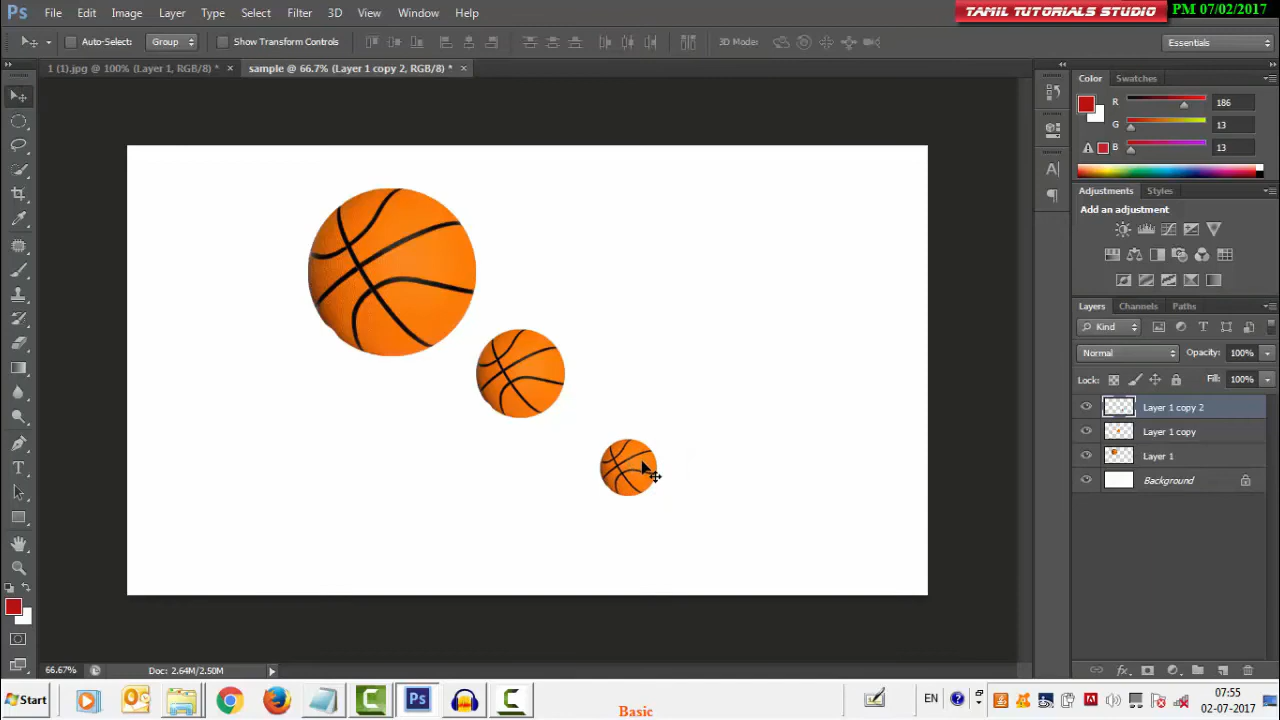 Ps File Edit Image Layer Type Select Filter 3D View Window Help
TAMIL TUTORIALS STUDIO PM 07/02/2017
Auto-Select: Group Show Transform Controls 3D Mode: Essentials
1 (1).jpg @ 100% (Layer 1, RGB/8) * × sample @ 66.7% (Layer 1 copy 2, RGB/8) * ×
Color Swatches
R 186
G 13
B 13
Adjustments Styles
Add an adjustment
Layers Channels Paths
Kind
Normal Opacity: 100%
Lock: Fill: 100%
Layer 1 copy 2
Layer 1 copy
Layer 1
Background
66.67% Doc: 2.64M/2.50M
Start Ps EN 07:55
02-07-2017
Basic